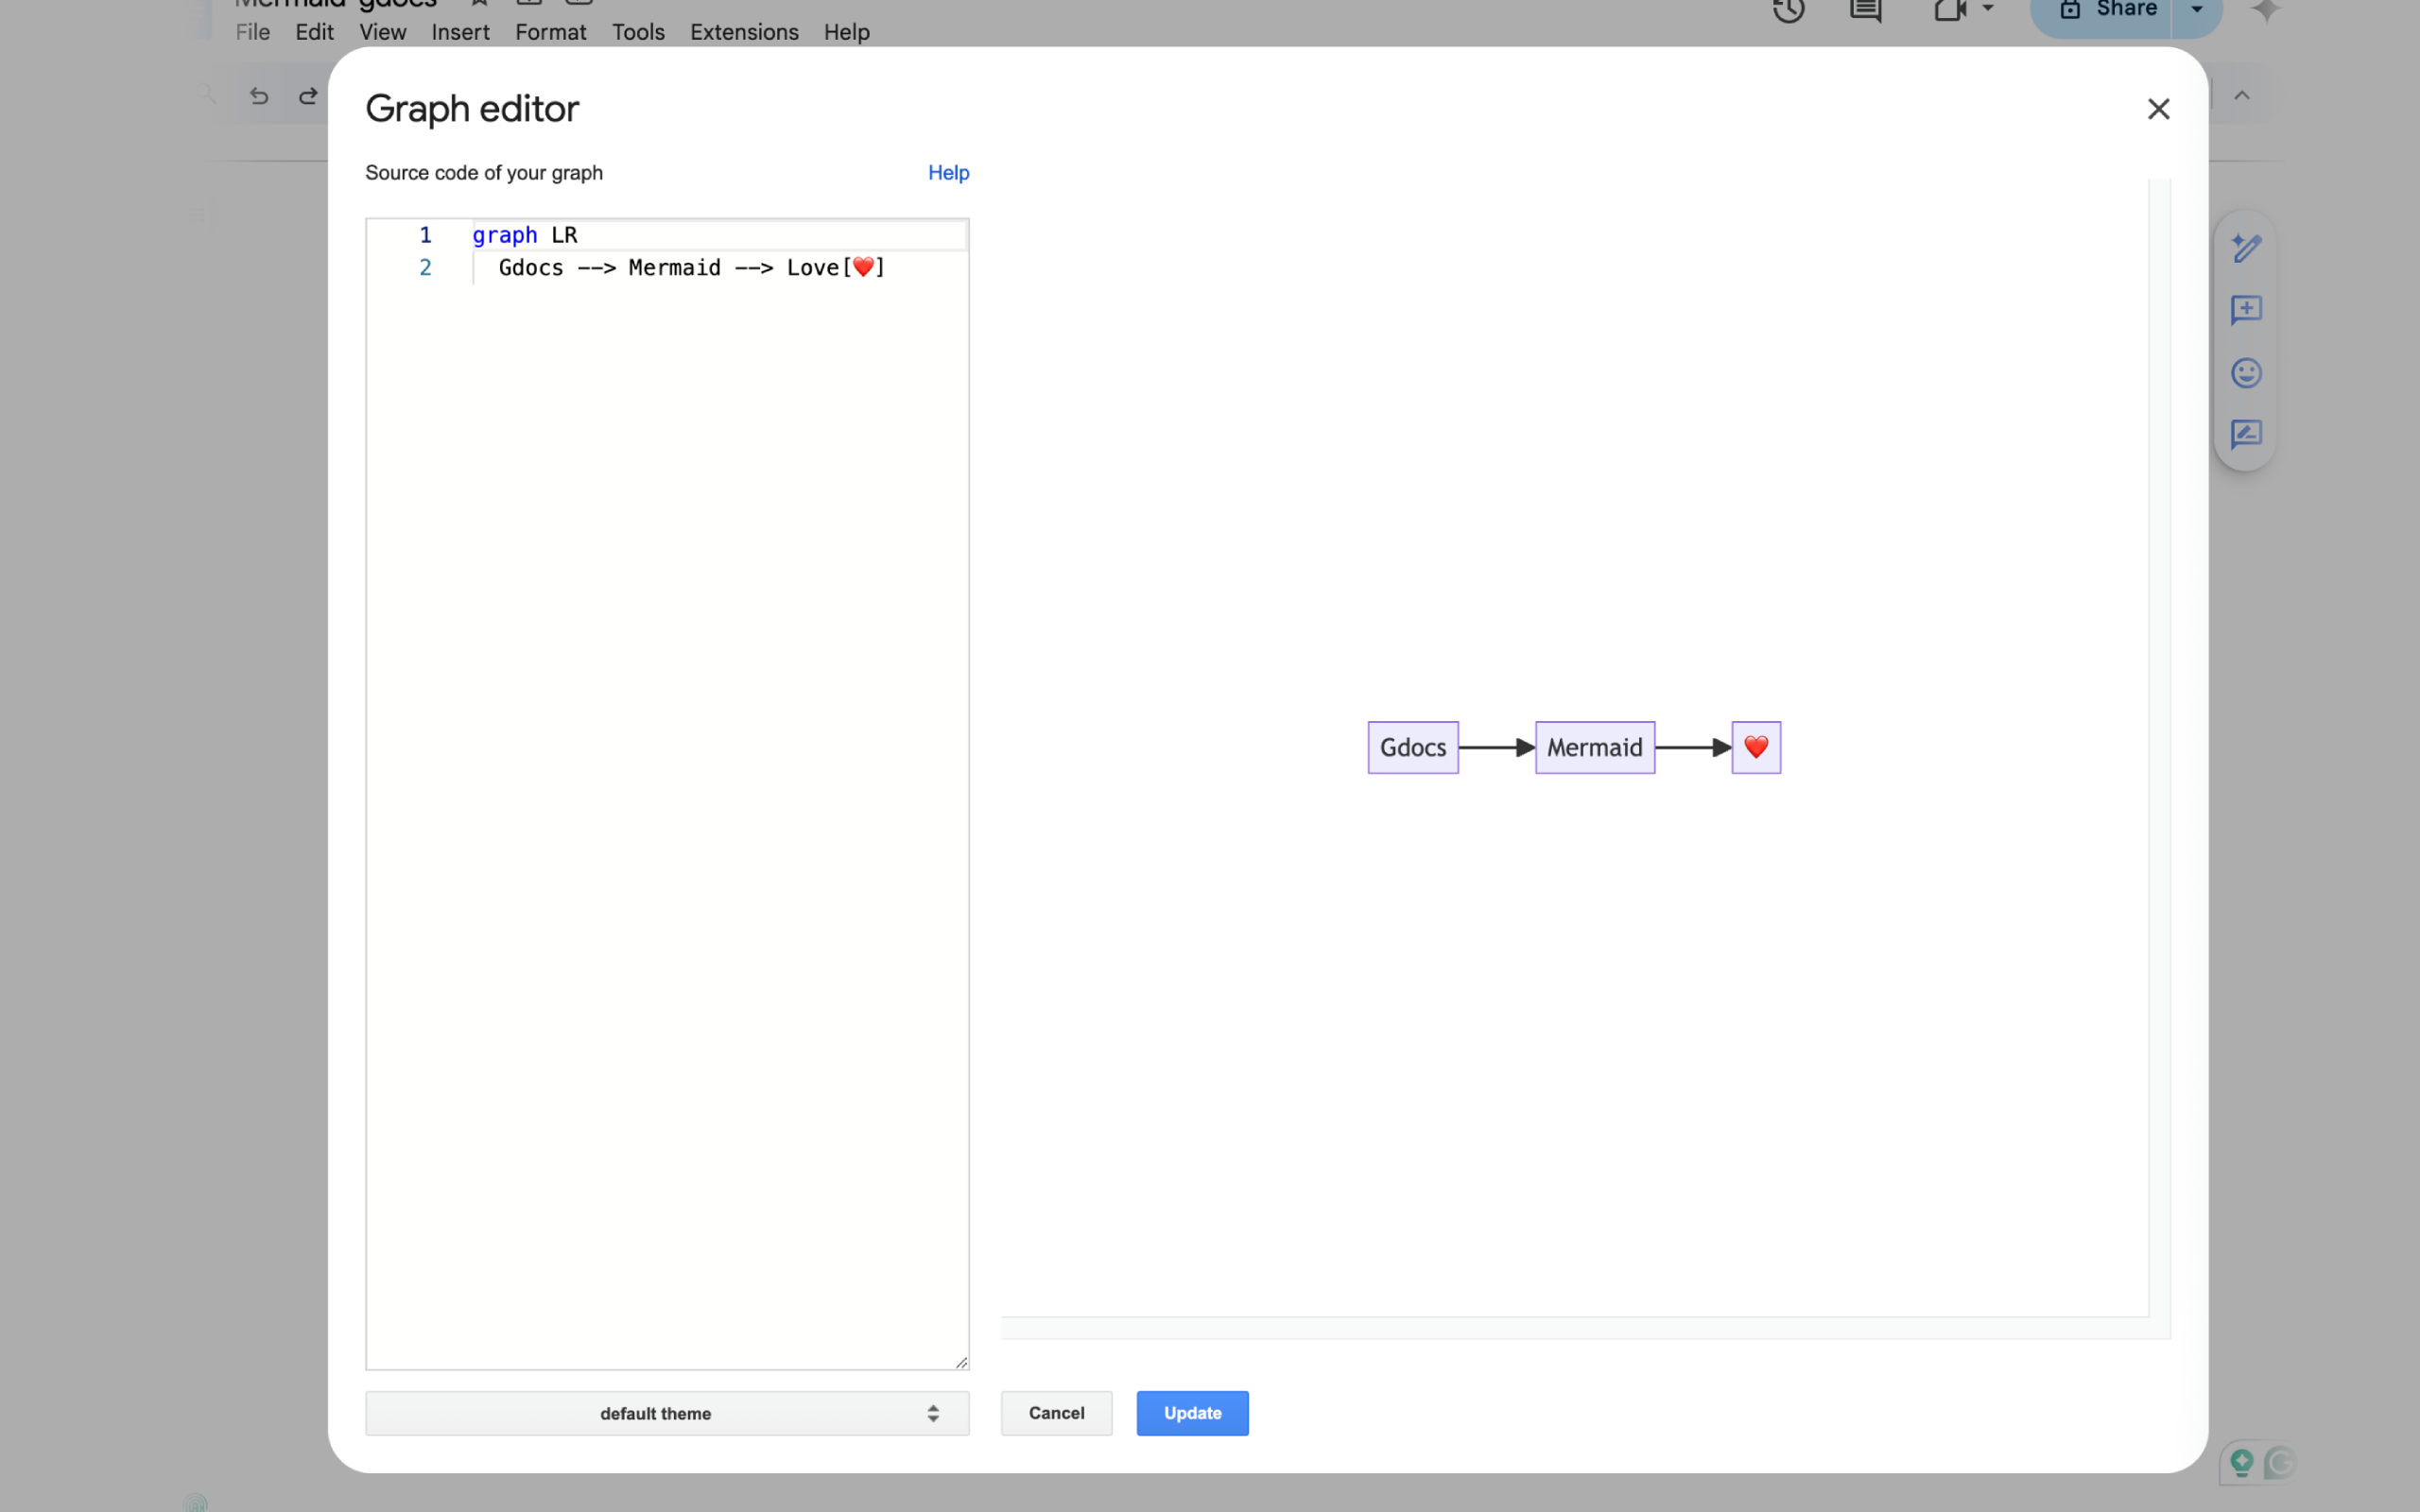 Mermaid gdocs
Share
File Edit View Insert Format Tools Extensions Help
Graph editor
Source code of your graph Help
1 graph LR
2 Gdocs --> Mermaid --> Love[❤️]
Gdocs Mermaid ❤️
default theme
Cancel
Update